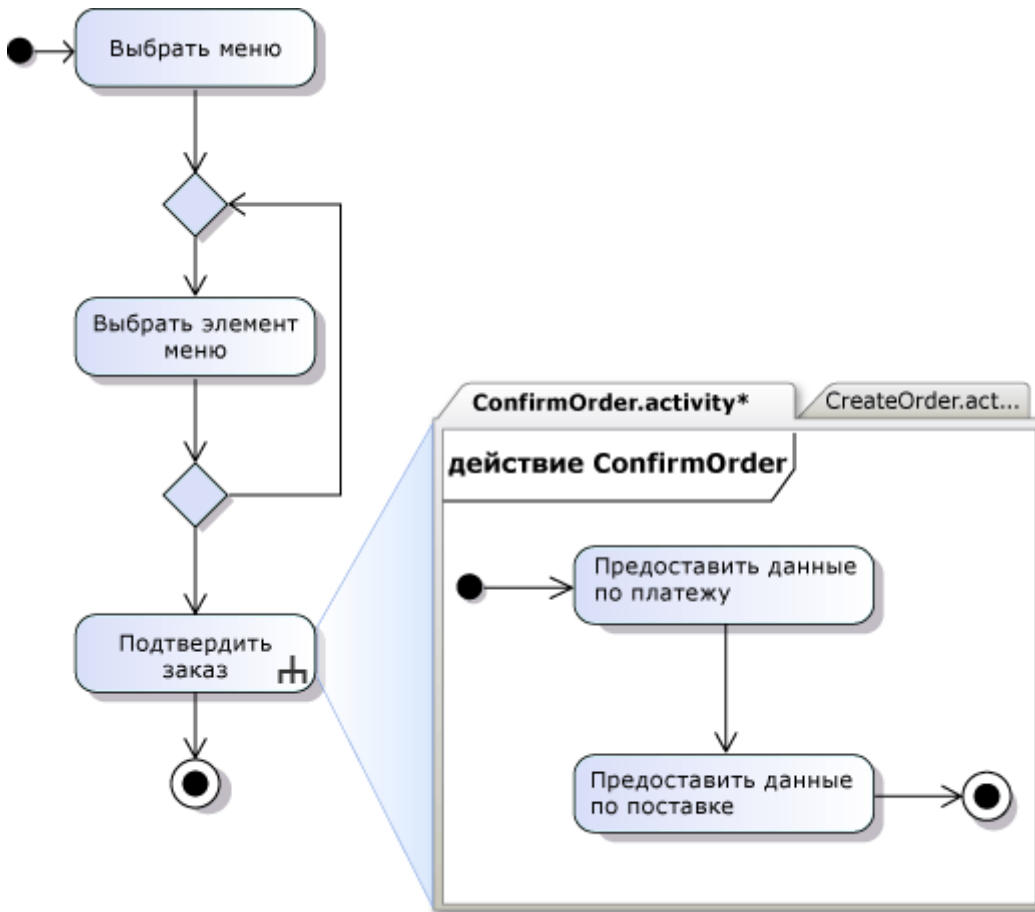 Выбрать меню
Выбрать элемент
меню
Подтвердить
заказ
ConfirmOrder.activity*
CreateOrder.act...
действие ConfirmOrder
Предоставить данные
по платежу
Предоставить данные
по поставке